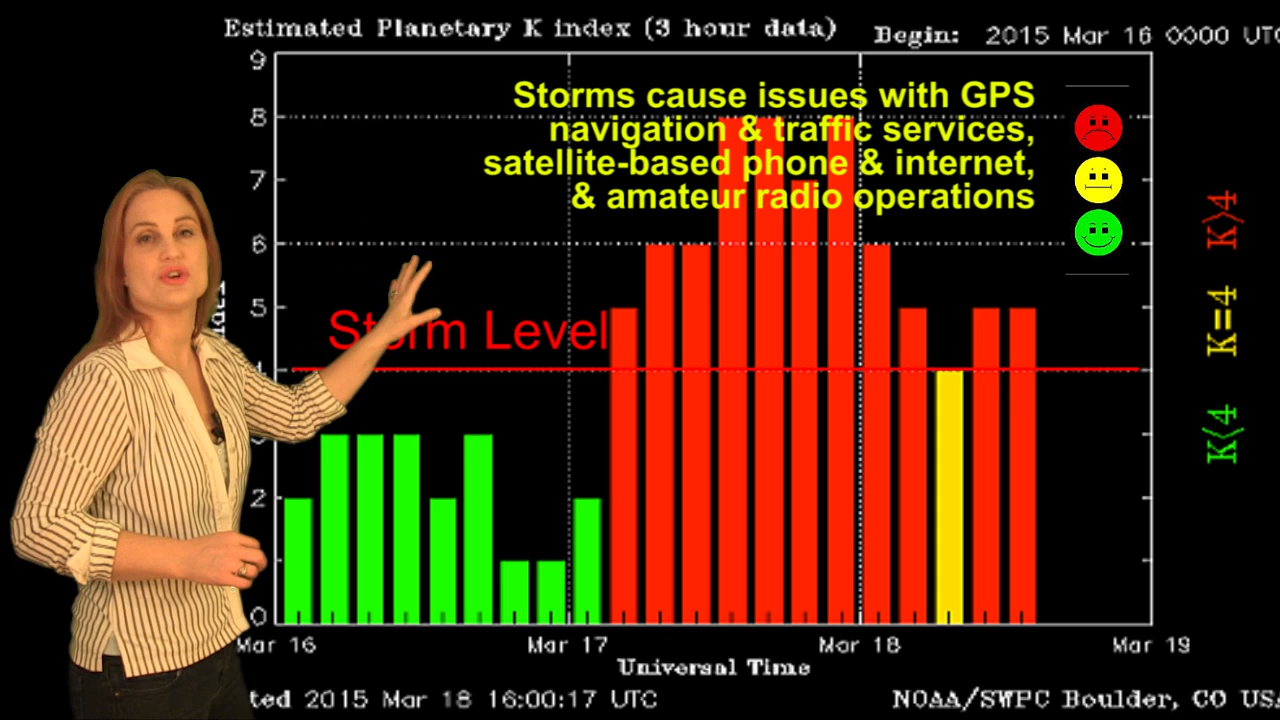 Estimated Planetary K index (3 hour data)
Begin: 2015 Mar 16 0000 UTC
9
8
7
6
5
4
3
2
0
Storms cause issues with GPS
navigation & traffic services,
satellite-based phone & internet,
& amateur radio operations
Storm Level
K>4
K=4
K<4
Mar 16
Mar 17
Mar 18
Mar 19
Universal Time
ted 2015 Mar 18 16:00:17 UTC
NOAA/SWPC Boulder, CO USA